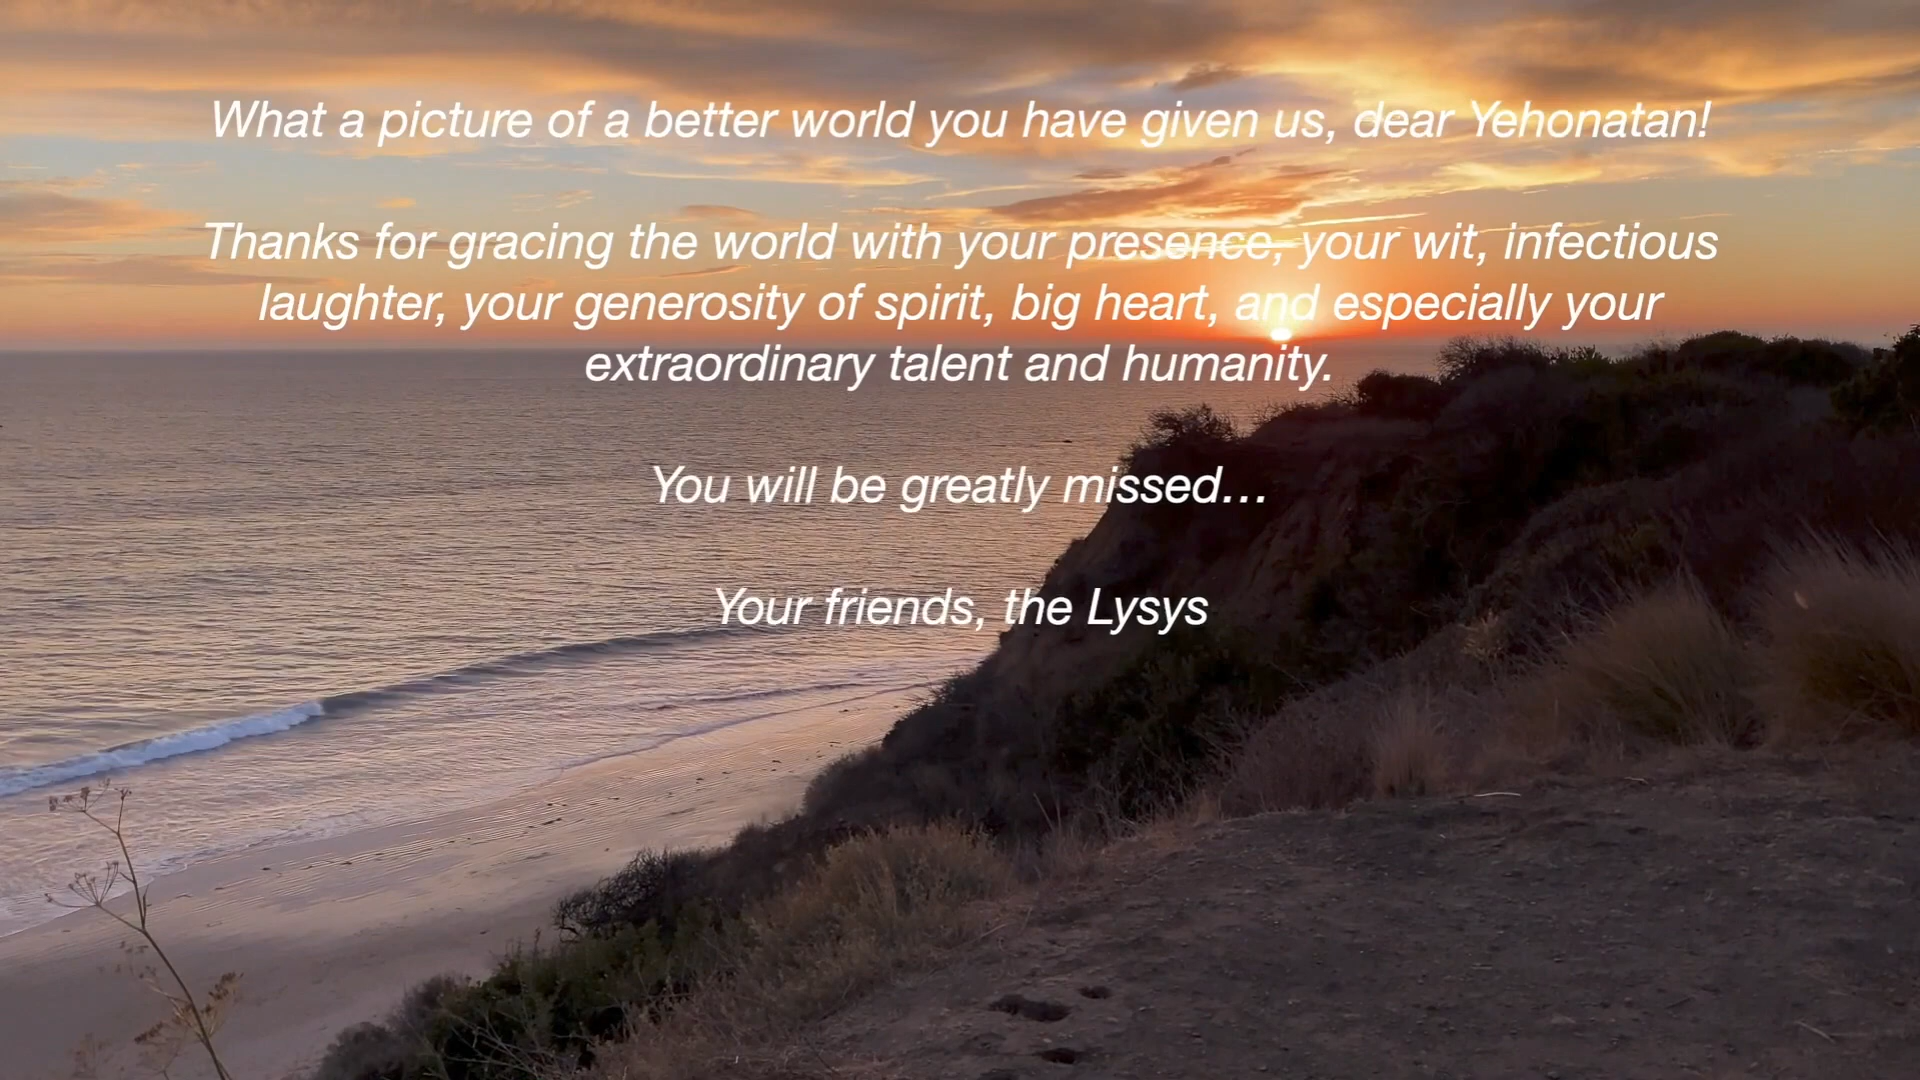 What a picture of a better world you have given us, dear Yehonatan!
Thanks for gracing the world with your presence, your wit, infectious
laughter, your generosity of spirit, big heart, and especially your
extraordinary talent and humanity.
You will be greatly missed...
Your friends, the Lysys